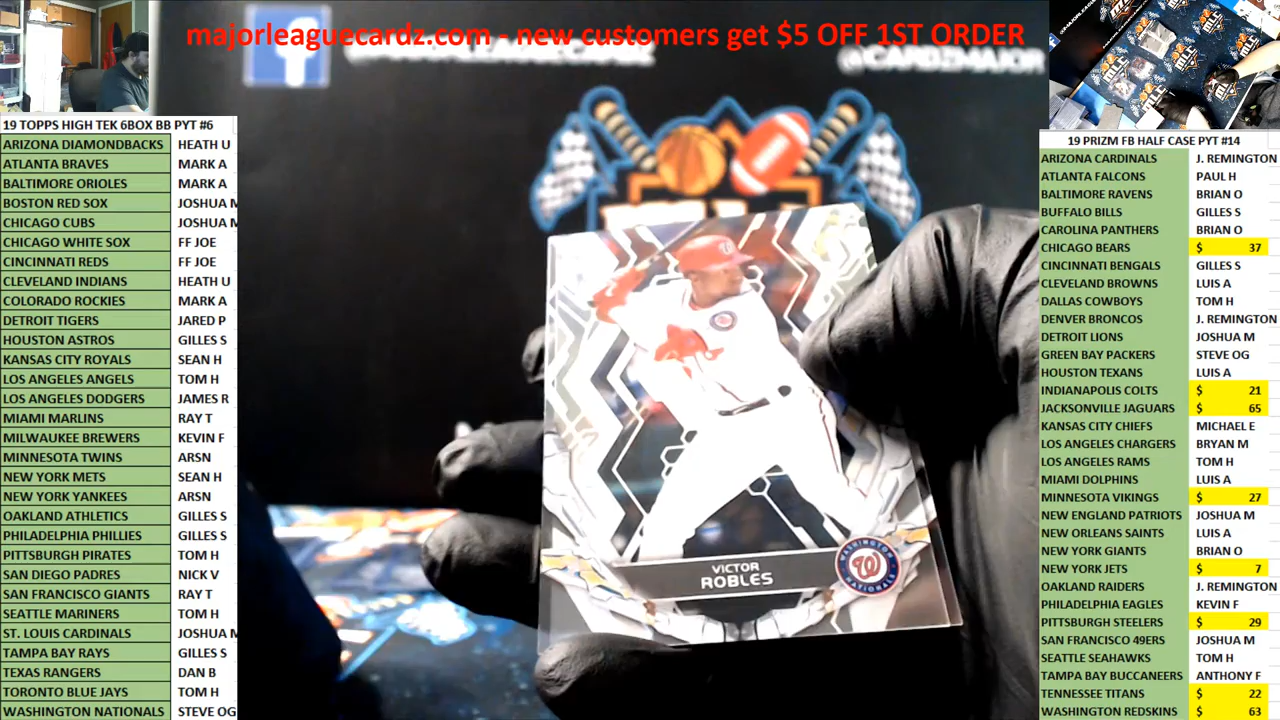 majorleaguecardz.com - new customers get $5 OFF 1ST ORDER
@CARDZMAJOR
19 TOPPS HIGH TEK 6BOX BB PYT #6
ARIZONA DIAMONDBACKS HEATH U
ATLANTA BRAVES MARK A
BALTIMORE ORIOLES MARK A
BOSTON RED SOX JOSHUA M
CHICAGO CUBS JOSHUA M
CHICAGO WHITE SOX FF JOE
CINCINNATI REDS FF JOE
CLEVELAND INDIANS HEATH U
COLORADO ROCKIES MARK A
DETROIT TIGERS JARED P
HOUSTON ASTROS GILLES S
KANSAS CITY ROYALS SEAN H
LOS ANGELES ANGELS TOM H
LOS ANGELES DODGERS JAMES R
MIAMI MARLINS RAY T
MILWAUKEE BREWERS KEVIN F
MINNESOTA TWINS ARSN
NEW YORK METS SEAN H
NEW YORK YANKEES ARSN
OAKLAND ATHLETICS GILLES S
PHILADELPHIA PHILLIES GILLES S
PITTSBURGH PIRATES TOM H
SAN DIEGO PADRES NICK V
SAN FRANCISCO GIANTS RAY T
SEATTLE MARINERS TOM H
ST. LOUIS CARDINALS JOSHUA M
TAMPA BAY RAYS GILLES S
TEXAS RANGERS DAN B
TORONTO BLUE JAYS TOM H
WASHINGTON NATIONALS STEVE OG
VICTOR
ROBLES
WASHINGTON
W
NATIONALS
MLC
19 PRIZM FB HALF CASE PYT #14
ARIZONA CARDINALS J. REMINGTON
ATLANTA FALCONS PAUL H
BALTIMORE RAVENS BRIAN O
BUFFALO BILLS GILLES S
CAROLINA PANTHERS BRIAN O
CHICAGO BEARS $ 37
CINCINNATI BENGALS GILLES S
CLEVELAND BROWNS LUIS A
DALLAS COWBOYS TOM H
DENVER BRONCOS J. REMINGTON
DETROIT LIONS JOSHUA M
GREEN BAY PACKERS STEVE OG
HOUSTON TEXANS LUIS A
INDIANAPOLIS COLTS $ 21
JACKSONVILLE JAGUARS $ 65
KANSAS CITY CHIEFS MICHAEL E
LOS ANGELES CHARGERS BRYAN M
LOS ANGELES RAMS TOM H
MIAMI DOLPHINS LUIS A
MINNESOTA VIKINGS $ 27
NEW ENGLAND PATRIOTS JOSHUA M
NEW ORLEANS SAINTS LUIS A
NEW YORK GIANTS BRIAN O
NEW YORK JETS $ 7
OAKLAND RAIDERS J. REMINGTON
PHILADELPHIA EAGLES KEVIN F
PITTSBURGH STEELERS $ 29
SAN FRANCISCO 49ERS JOSHUA M
SEATTLE SEAHAWKS TOM H
TAMPA BAY BUCCANEERS ANTHONY F
TENNESSEE TITANS $ 22
WASHINGTON REDSKINS $ 63